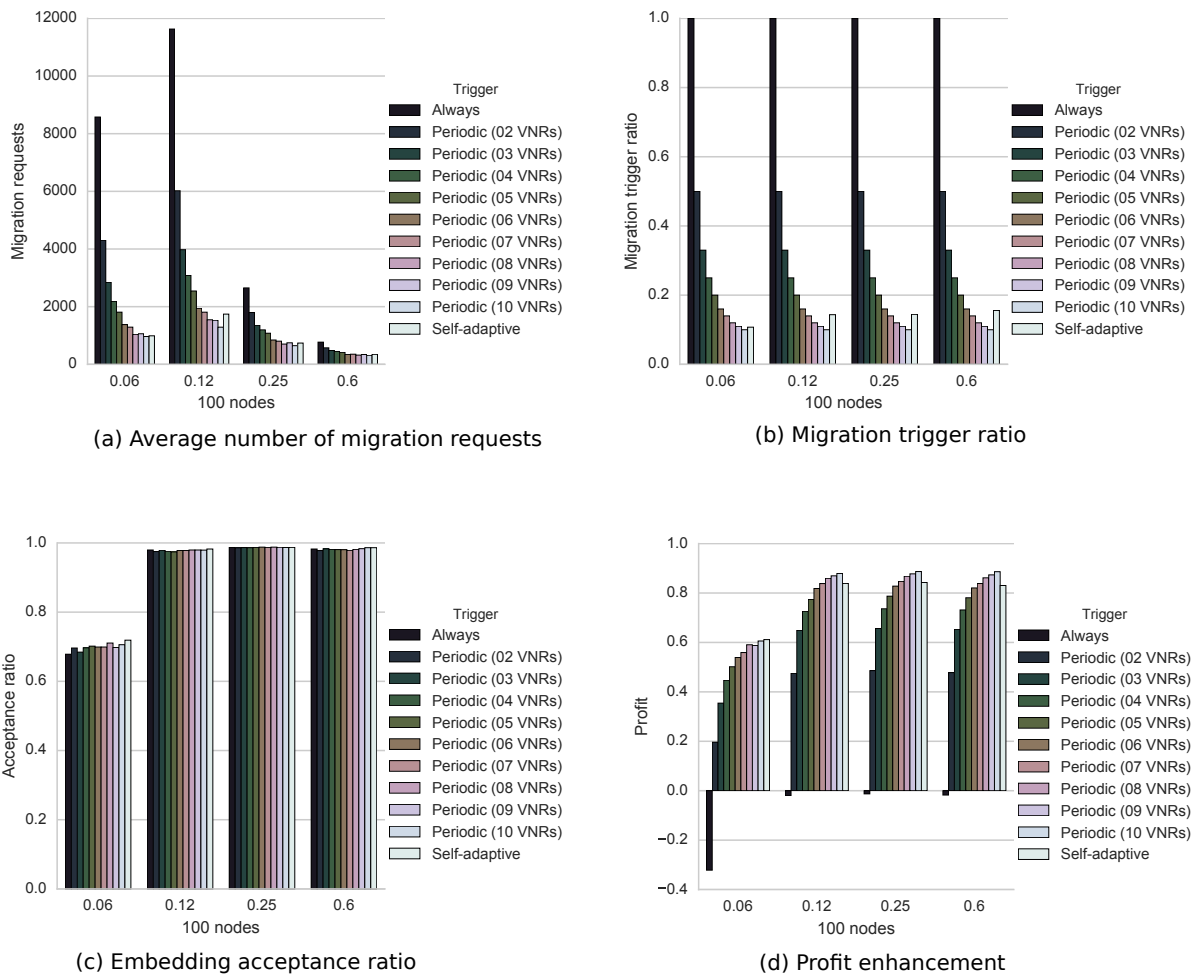 12000
10000
8000
6000
4000
2000
0
Migration requests
0.06 0.12 0.25 0.6
100 nodes
Trigger
Always
Periodic (02 VNRs)
Periodic (03 VNRs)
Periodic (04 VNRs)
Periodic (05 VNRs)
Periodic (06 VNRs)
Periodic (07 VNRs)
Periodic (08 VNRs)
Periodic (09 VNRs)
Periodic (10 VNRs)
Self-adaptive
(a) Average number of migration requests
1.0
0.8
0.6
0.4
0.2
0.0
Migration trigger ratio
0.06 0.12 0.25 0.6
100 nodes
Trigger
Always
Periodic (02 VNRs)
Periodic (03 VNRs)
Periodic (04 VNRs)
Periodic (05 VNRs)
Periodic (06 VNRs)
Periodic (07 VNRs)
Periodic (08 VNRs)
Periodic (09 VNRs)
Periodic (10 VNRs)
Self-adaptive
(b) Migration trigger ratio
1.0
0.8
0.6
0.4
0.2
0.0
Acceptance ratio
0.06 0.12 0.25 0.6
100 nodes
Trigger
Always
Periodic (02 VNRs)
Periodic (03 VNRs)
Periodic (04 VNRs)
Periodic (05 VNRs)
Periodic (06 VNRs)
Periodic (07 VNRs)
Periodic (08 VNRs)
Periodic (09 VNRs)
Periodic (10 VNRs)
Self-adaptive
(c) Embedding acceptance ratio
1.0
0.8
0.6
0.4
0.2
0.0
−0.2
−0.4
Profit
0.06 0.12 0.25 0.6
100 nodes
Trigger
Always
Periodic (02 VNRs)
Periodic (03 VNRs)
Periodic (04 VNRs)
Periodic (05 VNRs)
Periodic (06 VNRs)
Periodic (07 VNRs)
Periodic (08 VNRs)
Periodic (09 VNRs)
Periodic (10 VNRs)
Self-adaptive
(d) Profit enhancement